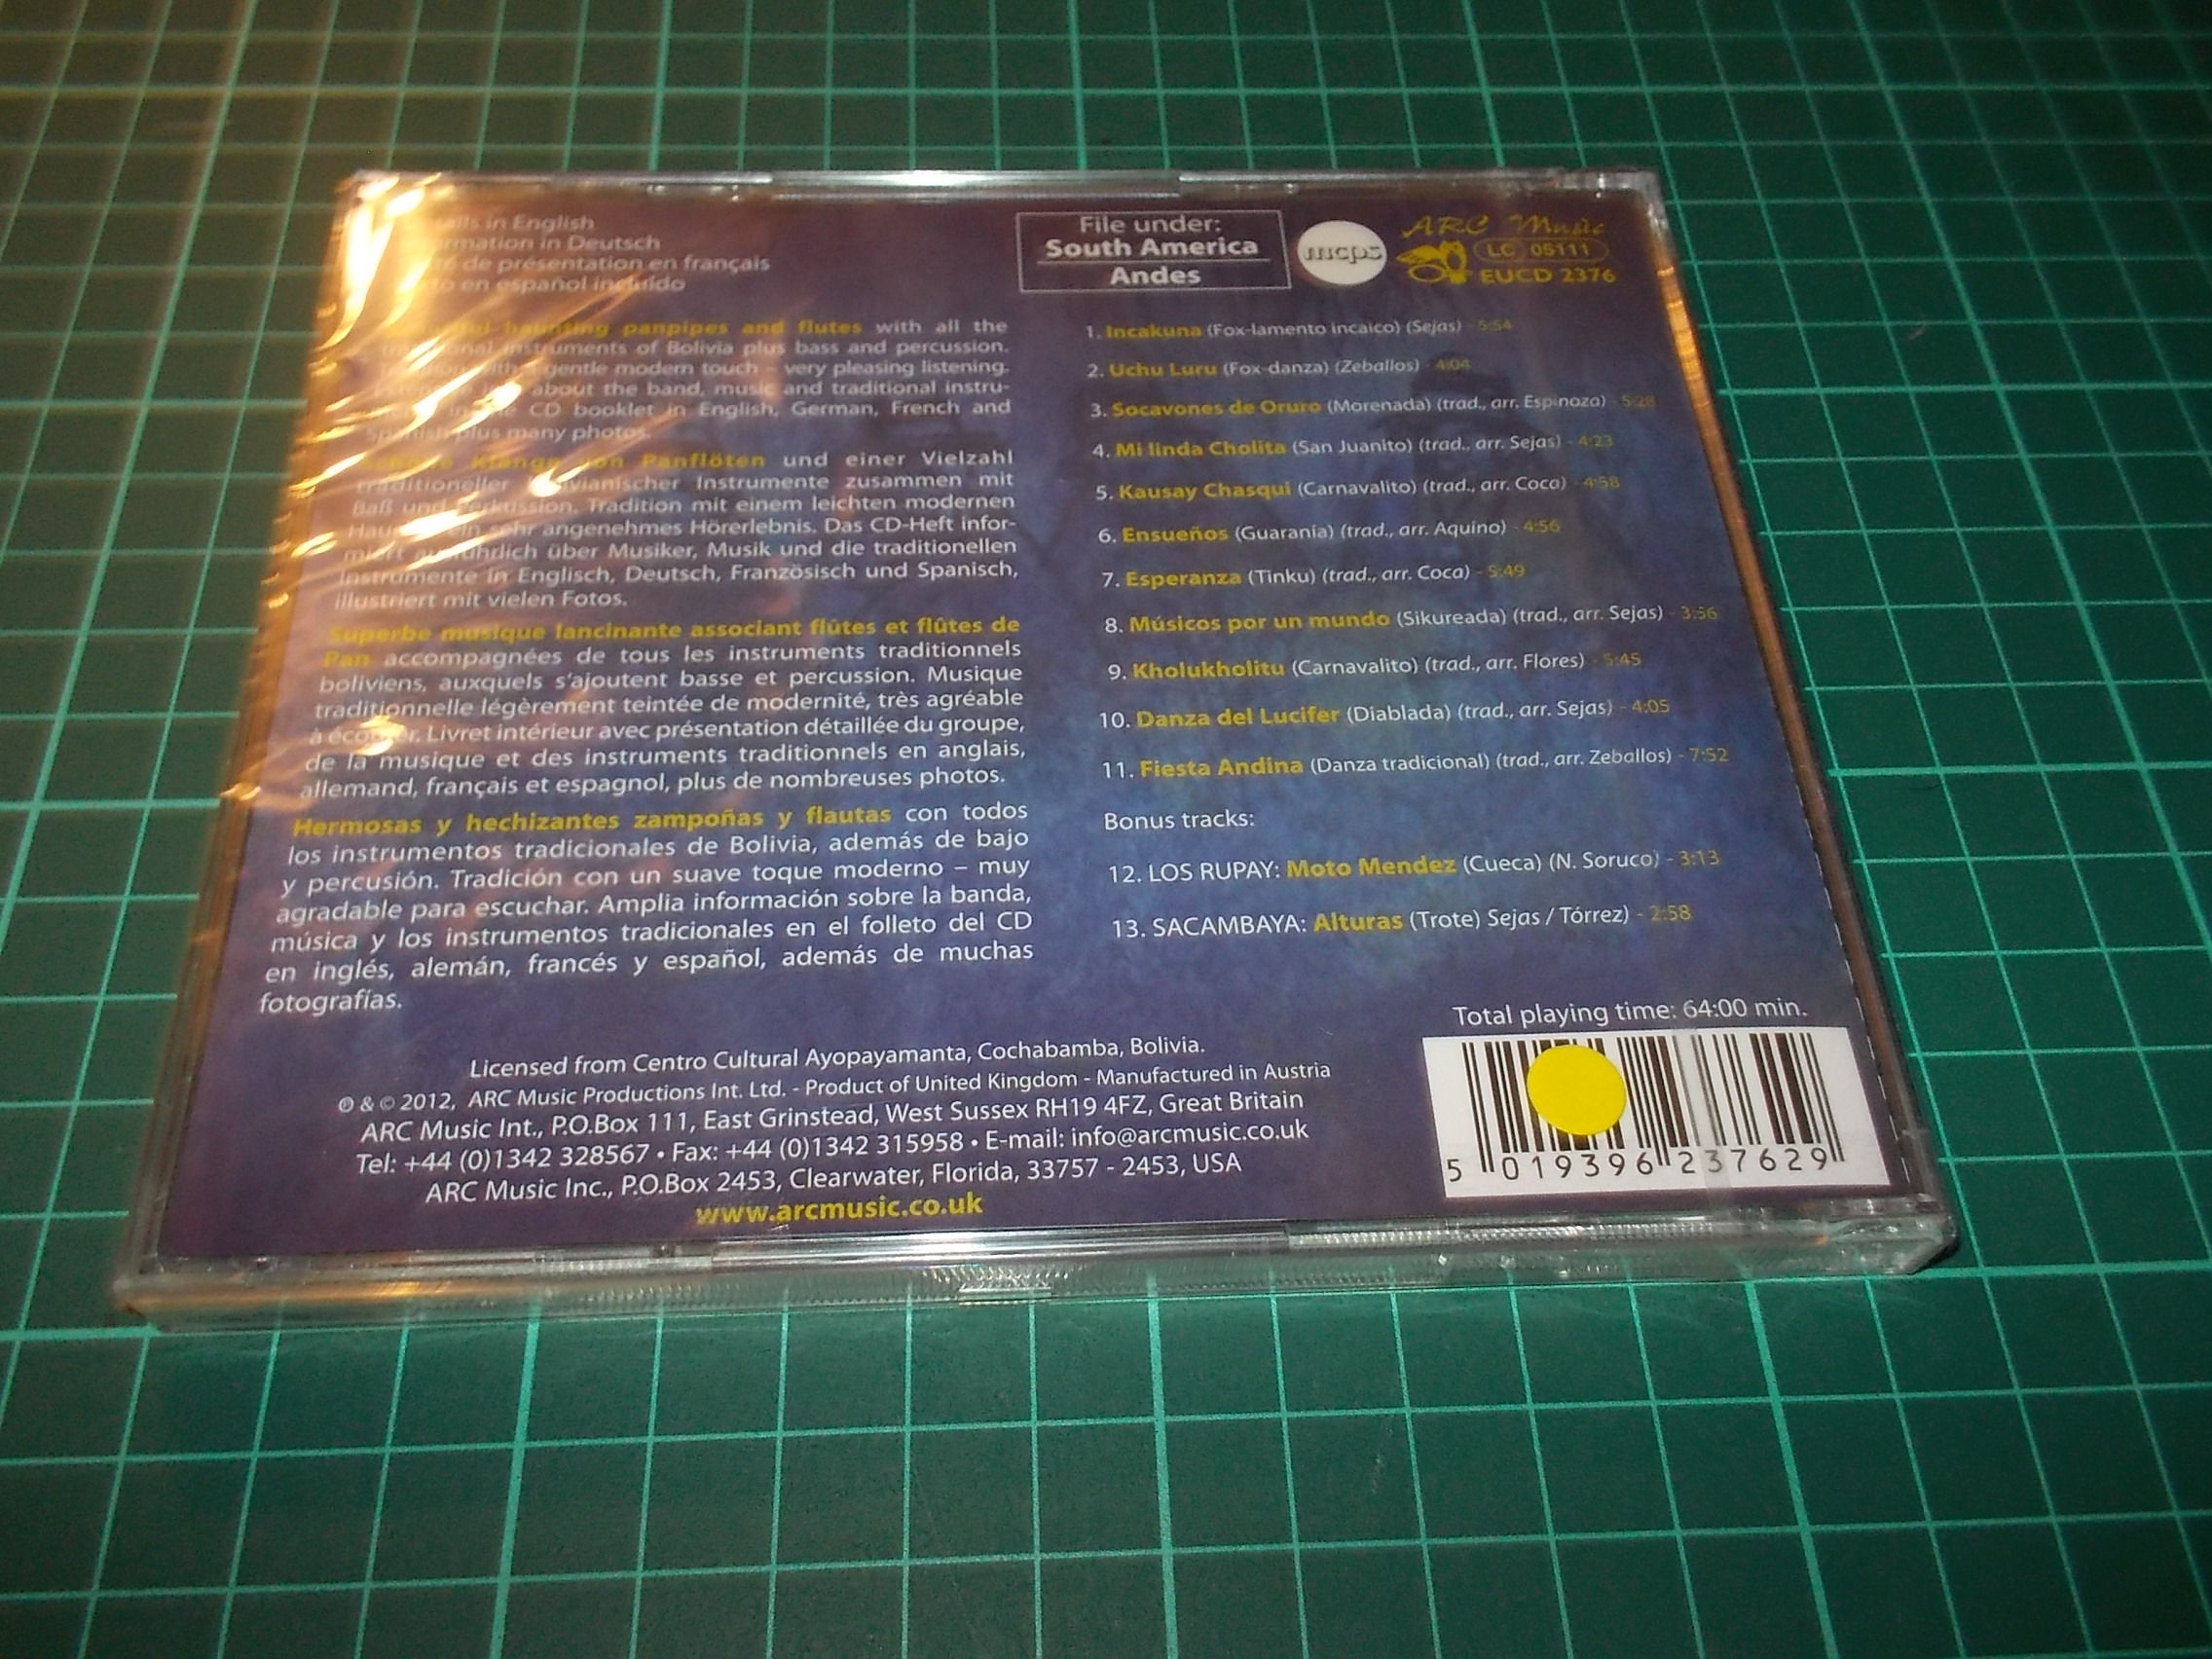 in English
in Deutsch
de présentation en français
en español incluido
File under:
South America
Andes
mcps
ARC Music
LC 05111
EUCD 2376
haunting panpipes and flutes with all the
instruments of Bolivia plus bass and percussion.
gentle modern touch – very pleasing listening.
about the band, music and traditional instru-
CD booklet in English, German, French and
plus many photos.
Panflöten und einer Vielzahl
traditioneller Instrumente zusammen mit
Baß und Perkussion. Tradition mit einem leichten modernen
angenehmes Hörerlebnis. Das CD-Heft infor-
über Musiker, Musik und die traditionellen
Instrumente in Englisch, Deutsch, Französisch und Spanisch,
illustriert mit vielen Fotos.
Superbe musique lancinante associant flûtes et flûtes de
Pan accompagnées de tous les instruments traditionnels
boliviens, auxquels s'ajoutent basse et percussion. Musique
traditionnelle légèrement teintée de modernité, très agréable
à écouter. Livret intérieur avec présentation détaillée du groupe,
de la musique et des instruments traditionnels en anglais,
allemand, français et espagnol, plus de nombreuses photos.
Hermosas y hechizantes zampoñas y flautas con todos
los instrumentos tradicionales de Bolivia, además de bajo
y percusión. Tradición con un suave toque moderno – muy
agradable para escuchar. Amplia información sobre la banda,
música y los instrumentos tradicionales en el folleto del CD
en inglés, alemán, francés y español, además de muchas
fotografías.
1. Incakuna (Fox-lamento incaico) (Sejas) - 5:54
2. Uchu Luru (Fox-danza) (Zeballos) - 4:04
3. Socavones de Oruro (Morenada) (trad., arr. Espinoza) - 5:28
4. Mi linda Cholita (San Juanito) (trad., arr. Sejas) - 4:23
5. Kausay Chasqui (Carnavalito) (trad., arr. Coca) - 4:58
6. Ensueños (Guarania) (trad., arr. Aquino) - 4:56
7. Esperanza (Tinku) (trad., arr. Coca) - 5:49
8. Músicos por un mundo (Sikureada) (trad., arr. Sejas) - 3:56
9. Kholukholitu (Carnavalito) (trad., arr. Flores) - 5:45
10. Danza del Lucifer (Diablada) (trad., arr. Sejas) - 4:05
11. Fiesta Andina (Danza tradicional) (trad., arr. Zeballos) - 7:52
Bonus tracks:
12. LOS RUPAY: Moto Mendez (Cueca) (N. Soruco) - 3:13
13. SACAMBAYA: Alturas (Trote) Sejas / Tórrez) - 2:58
Total playing time: 64:00 min.
Licensed from Centro Cultural Ayopayamanta, Cochabamba, Bolivia.
℗ & © 2012, ARC Music Productions Int. Ltd. - Product of United Kingdom - Manufactured in Austria
ARC Music Int., P.O.Box 111, East Grinstead, West Sussex RH19 4FZ, Great Britain
Tel: +44 (0)1342 328567 • Fax: +44 (0)1342 315958 • E-mail: info@arcmusic.co.uk
ARC Music Inc., P.O.Box 2453, Clearwater, Florida, 33757 - 2453, USA
www.arcmusic.co.uk
5 019396 237629